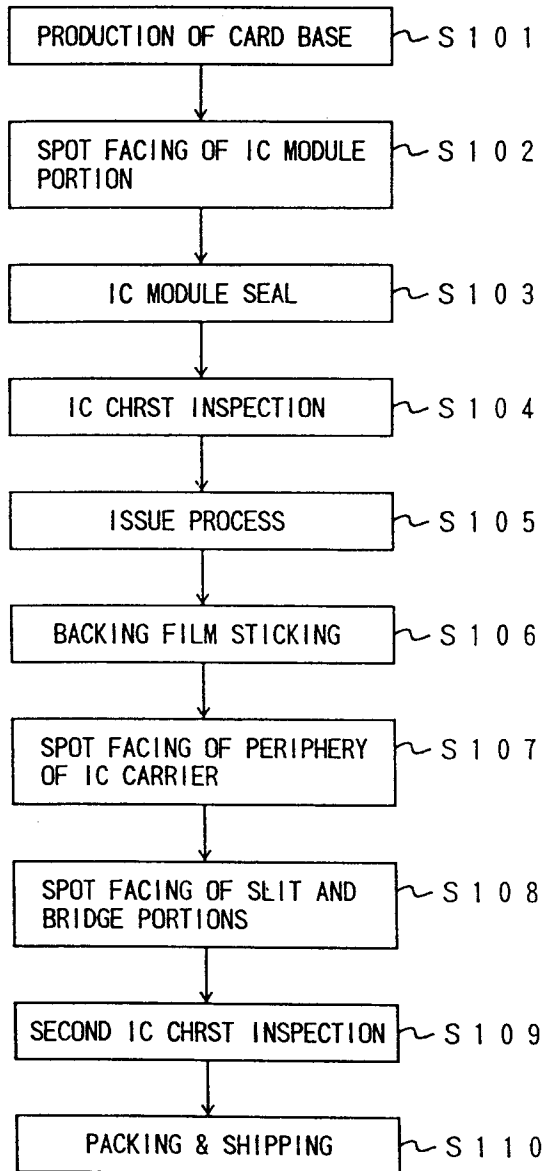 PRODUCTION OF CARD BASE
S101
SPOT FACING OF IC MODULE
PORTION
S102
IC MODULE SEAL
S103
IC CHRST INSPECTION
S104
ISSUE PROCESS
S105
BACKING FILM STICKING
S106
SPOT FACING OF PERIPHERY
OF IC CARRIER
S107
SPOT FACING OF SLIT AND
BRIDGE PORTIONS
S108
SECOND IC CHRST INSPECTION
S109
PACKING & SHIPPING
S110